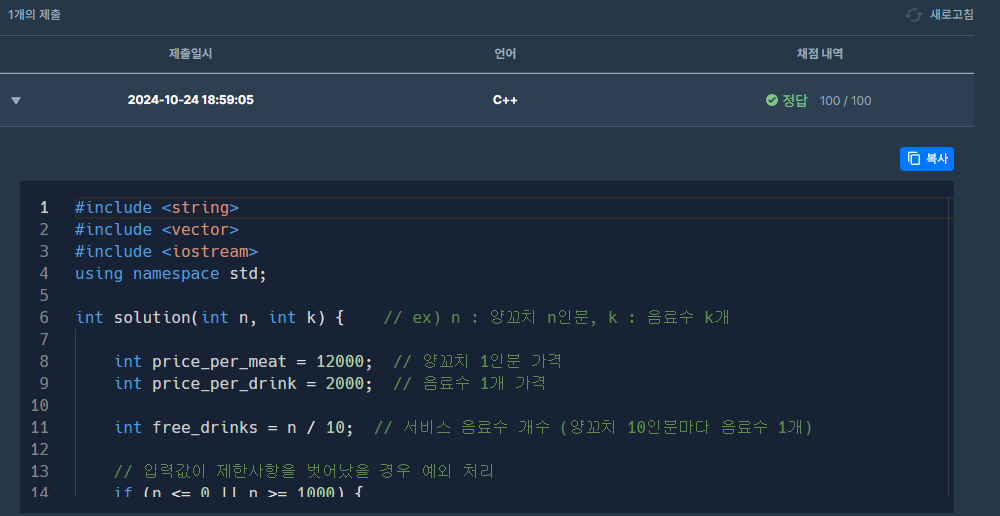 1개의 제출
새로고침
제출일시 언어 채점 내역
2024-10-24 18:59:05 C++ 정답 100 / 100
복사
1 #include <string>
2 #include <vector>
3 #include <iostream>
4 using namespace std;
5
6 int solution(int n, int k) { // ex) n : 양꼬치 n인분, k : 음료수 k개
7
8 int price_per_meat = 12000; // 양꼬치 1인분 가격
9 int price_per_drink = 2000; // 음료수 1개 가격
10
11 int free_drinks = n / 10; // 서비스 음료수 개수 (양꼬치 10인분마다 음료수 1개)
12
13 // 입력값이 제한사항을 벗어났을 경우 예외 처리
14 if (n <= 0 || n >= 1000) {